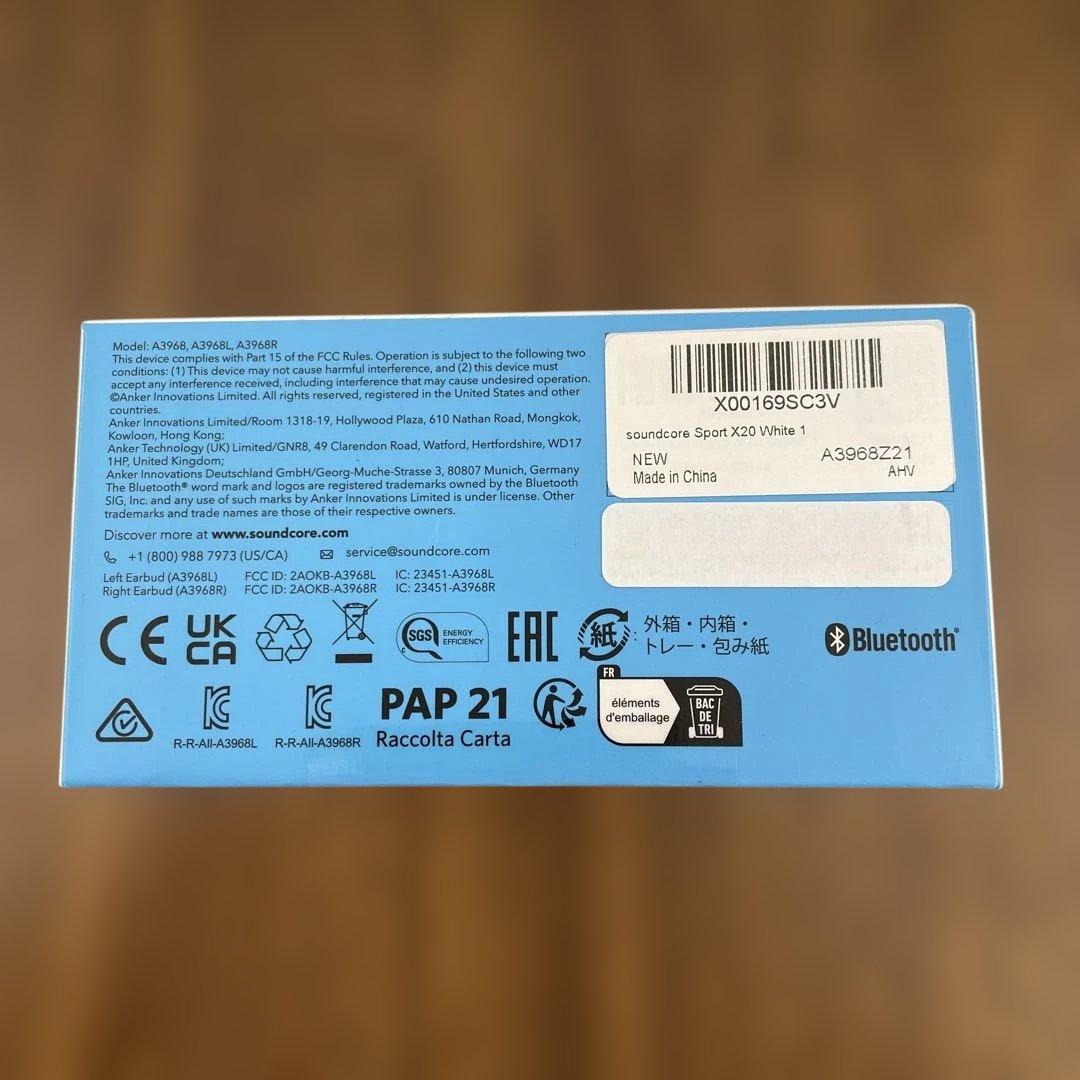 Model: A3968, A3968L, A3968R
This device complies with Part 15 of the FCC Rules. Operation is subject to the following two
conditions: (1) This device may not cause harmful interference, and (2) this device must
accept any interference received, including interference that may cause undesired operation.
©Anker Innovations Limited. All rights reserved, registered in the United States and other
countries.
Anker Innovations Limited/Room 1318-19, Hollywood Plaza, 610 Nathan Road, Mongkok,
Kowloon, Hong Kong;
Anker Technology (UK) Limited/GNR8, 49 Clarendon Road, Watford, Hertfordshire, WD17
1HP, United Kingdom;
Anker Innovations Deutschland GmbH/Georg-Muche-Strasse 3, 80807 Munich, Germany
The Bluetooth® word mark and logos are registered trademarks owned by the Bluetooth
SIG, Inc. and any use of such marks by Anker Innovations Limited is under license. Other
trademarks and trade names are those of their respective owners.
Discover more at www.soundcore.com
+1 (800) 988 7973 (US/CA) service@soundcore.com
Left Earbud (A3968L) FCC ID: 2AOKB-A3968L IC: 23451-A3968L
Right Earbud (A3968R) FCC ID: 2AOKB-A3968R IC: 23451-A3968R
X00169SC3V
soundcore Sport X20 White 1
NEW A3968Z21
Made in China AHV
CE
UK
CA
SGS ENERGY
EFFICIENCY
C
EAC
紙 : 外箱・内箱・
トレー・包み紙
Bluetooth®
R-R-All-A3968L
R-R-All-A3968R
PAP 21
Raccolta Carta
FR
éléments
d'emballage
BAC
DE
TRI